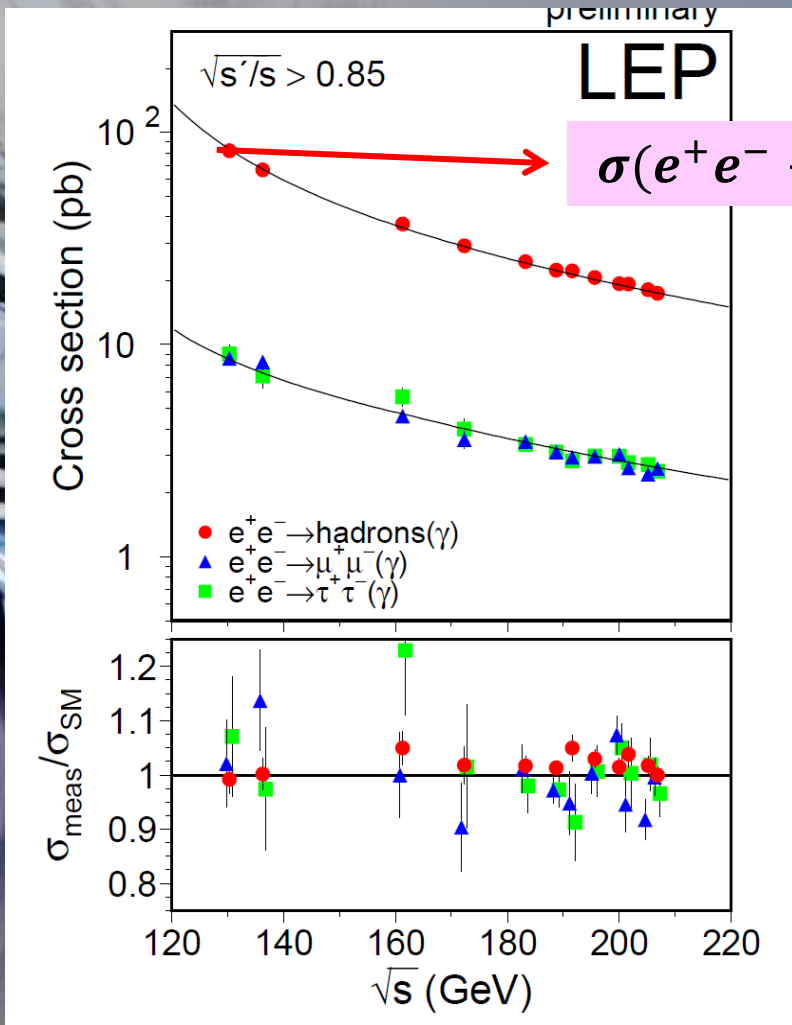 preliminary
√s´/s > 0.85
LEP
10²
σ(e⁺e⁻
10
1
Cross section (pb)
e⁺e⁻→hadrons(γ)
e⁺e⁻→μ⁺μ⁻(γ)
e⁺e⁻→τ⁺τ⁻(γ)
1.2
1.1
1
0.9
0.8
σmeas/σSM
120 140 160 180 200 220
√s (GeV)